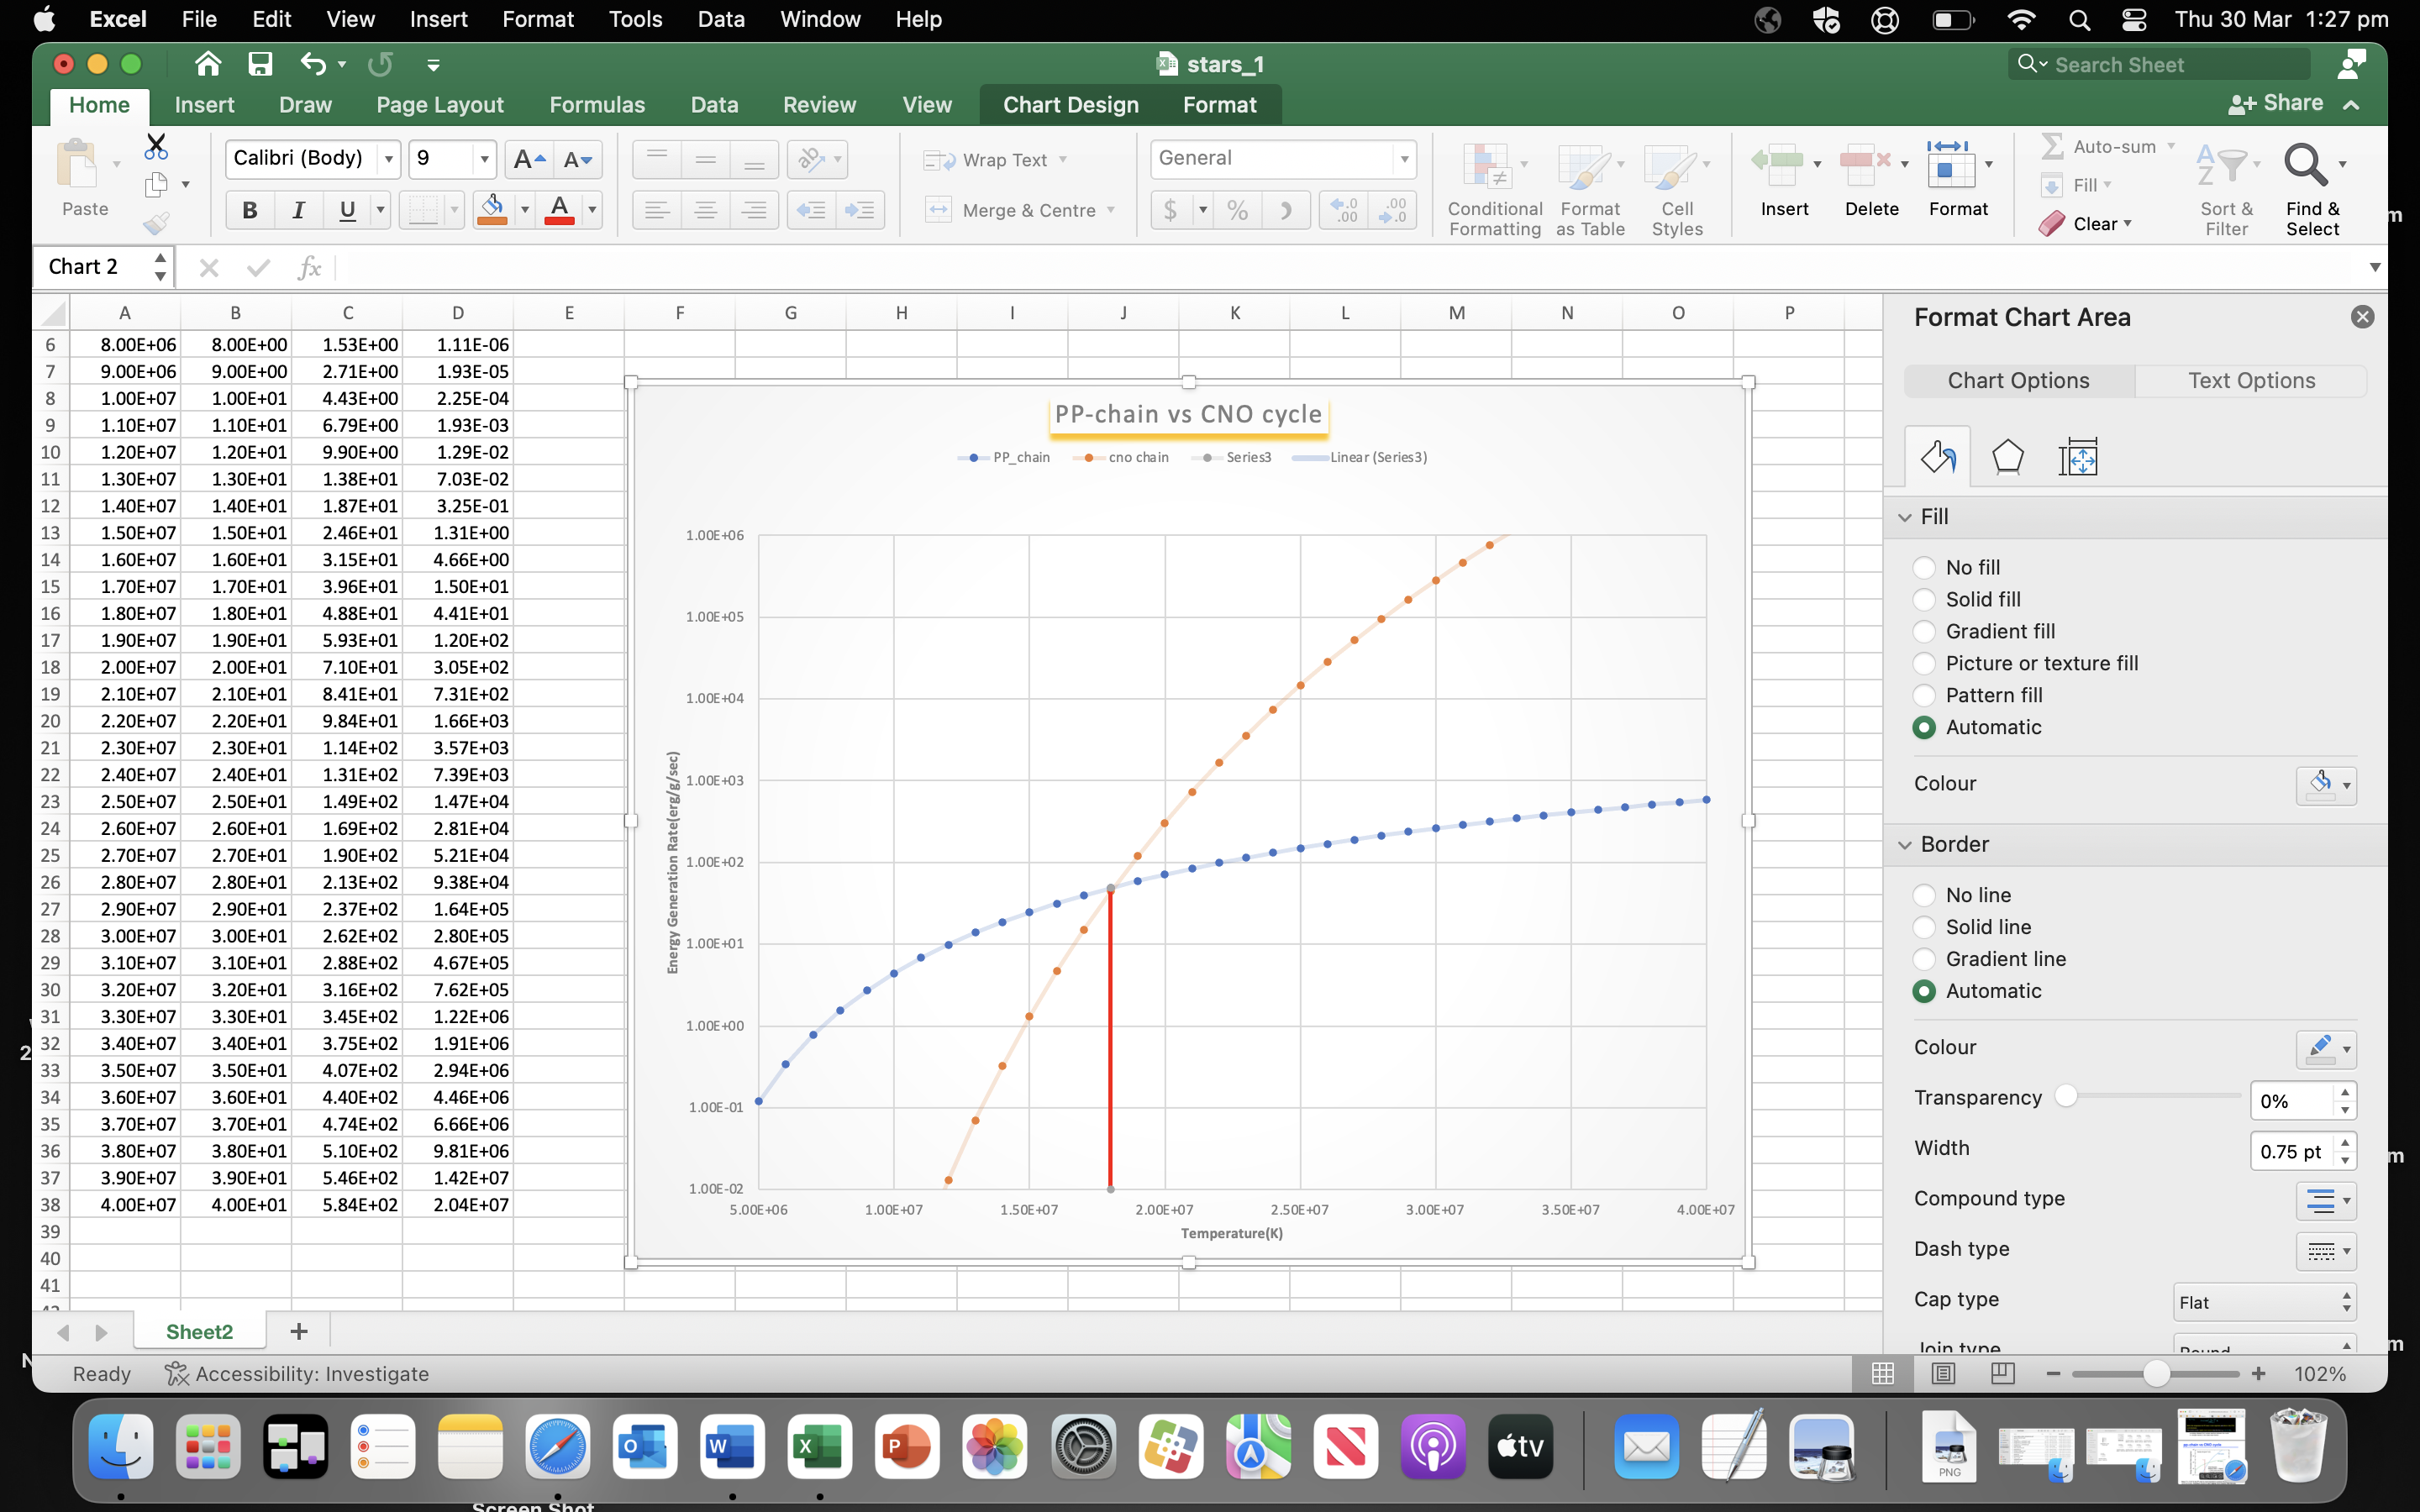 Excel File Edit View Insert Format Tools Data Window Help Thu 30 Mar 1:27 pm
stars_1
Search Sheet
Home Insert Draw Page Layout Formulas Data Review View Chart Design Format Share
Paste
Calibri (Body) 9
B I U
Wrap Text
Merge & Centre
General
$ %
Conditional Formatting
Format as Table
Cell Styles
Insert
Delete
Format
Auto-sum
Fill
Clear
Sort & Filter
Find & Select
Chart 2
fx
A B C D E F G H I J K L M N O P
6 8.00E+06 8.00E+00 1.53E+00 1.11E-06
7 9.00E+06 9.00E+00 2.71E+00 1.93E-05
8 1.00E+07 1.00E+01 4.43E+00 2.25E-04
9 1.10E+07 1.10E+01 6.79E+00 1.93E-03
10 1.20E+07 1.20E+01 9.90E+00 1.29E-02
11 1.30E+07 1.30E+01 1.38E+01 7.03E-02
12 1.40E+07 1.40E+01 1.87E+01 3.25E-01
13 1.50E+07 1.50E+01 2.46E+01 1.31E+00
14 1.60E+07 1.60E+01 3.15E+01 4.66E+00
15 1.70E+07 1.70E+01 3.96E+01 1.50E+01
16 1.80E+07 1.80E+01 4.88E+01 4.41E+01
17 1.90E+07 1.90E+01 5.93E+01 1.20E+02
18 2.00E+07 2.00E+01 7.10E+01 3.05E+02
19 2.10E+07 2.10E+01 8.41E+01 7.31E+02
20 2.20E+07 2.20E+01 9.84E+01 1.66E+03
21 2.30E+07 2.30E+01 1.14E+02 3.57E+03
22 2.40E+07 2.40E+01 1.31E+02 7.39E+03
23 2.50E+07 2.50E+01 1.49E+02 1.47E+04
24 2.60E+07 2.60E+01 1.69E+02 2.81E+04
25 2.70E+07 2.70E+01 1.90E+02 5.21E+04
26 2.80E+07 2.80E+01 2.13E+02 9.38E+04
27 2.90E+07 2.90E+01 2.37E+02 1.64E+05
28 3.00E+07 3.00E+01 2.62E+02 2.80E+05
29 3.10E+07 3.10E+01 2.88E+02 4.67E+05
30 3.20E+07 3.20E+01 3.16E+02 7.62E+05
31 3.30E+07 3.30E+01 3.45E+02 1.22E+06
32 3.40E+07 3.40E+01 3.75E+02 1.91E+06
33 3.50E+07 3.50E+01 4.07E+02 2.94E+06
34 3.60E+07 3.60E+01 4.40E+02 4.46E+06
35 3.70E+07 3.70E+01 4.74E+02 6.66E+06
36 3.80E+07 3.80E+01 5.10E+02 9.81E+06
37 3.90E+07 3.90E+01 5.46E+02 1.42E+07
38 4.00E+07 4.00E+01 5.84E+02 2.04E+07
39
40
41
PP-chain vs CNO cycle
PP_chain cno chain Series3 Linear (Series3)
1.00E+06
1.00E+05
1.00E+04
1.00E+03
1.00E+02
1.00E+01
1.00E+00
1.00E-01
1.00E-02
Energy Generation Rate(erg/g/sec)
5.00E+06 1.00E+07 1.50E+07 2.00E+07 2.50E+07 3.00E+07 3.50E+07 4.00E+07
Temperature(K)
Format Chart Area
Chart Options Text Options
Fill
No fill
Solid fill
Gradient fill
Picture or texture fill
Pattern fill
Automatic
Colour
Border
No line
Solid line
Gradient line
Automatic
Colour
Transparency 0%
Width 0.75 pt
Compound type
Dash type
Cap type Flat
Join type Round
Sheet2
Ready Accessibility: Investigate 102%
tv
PNG
Screen Shot